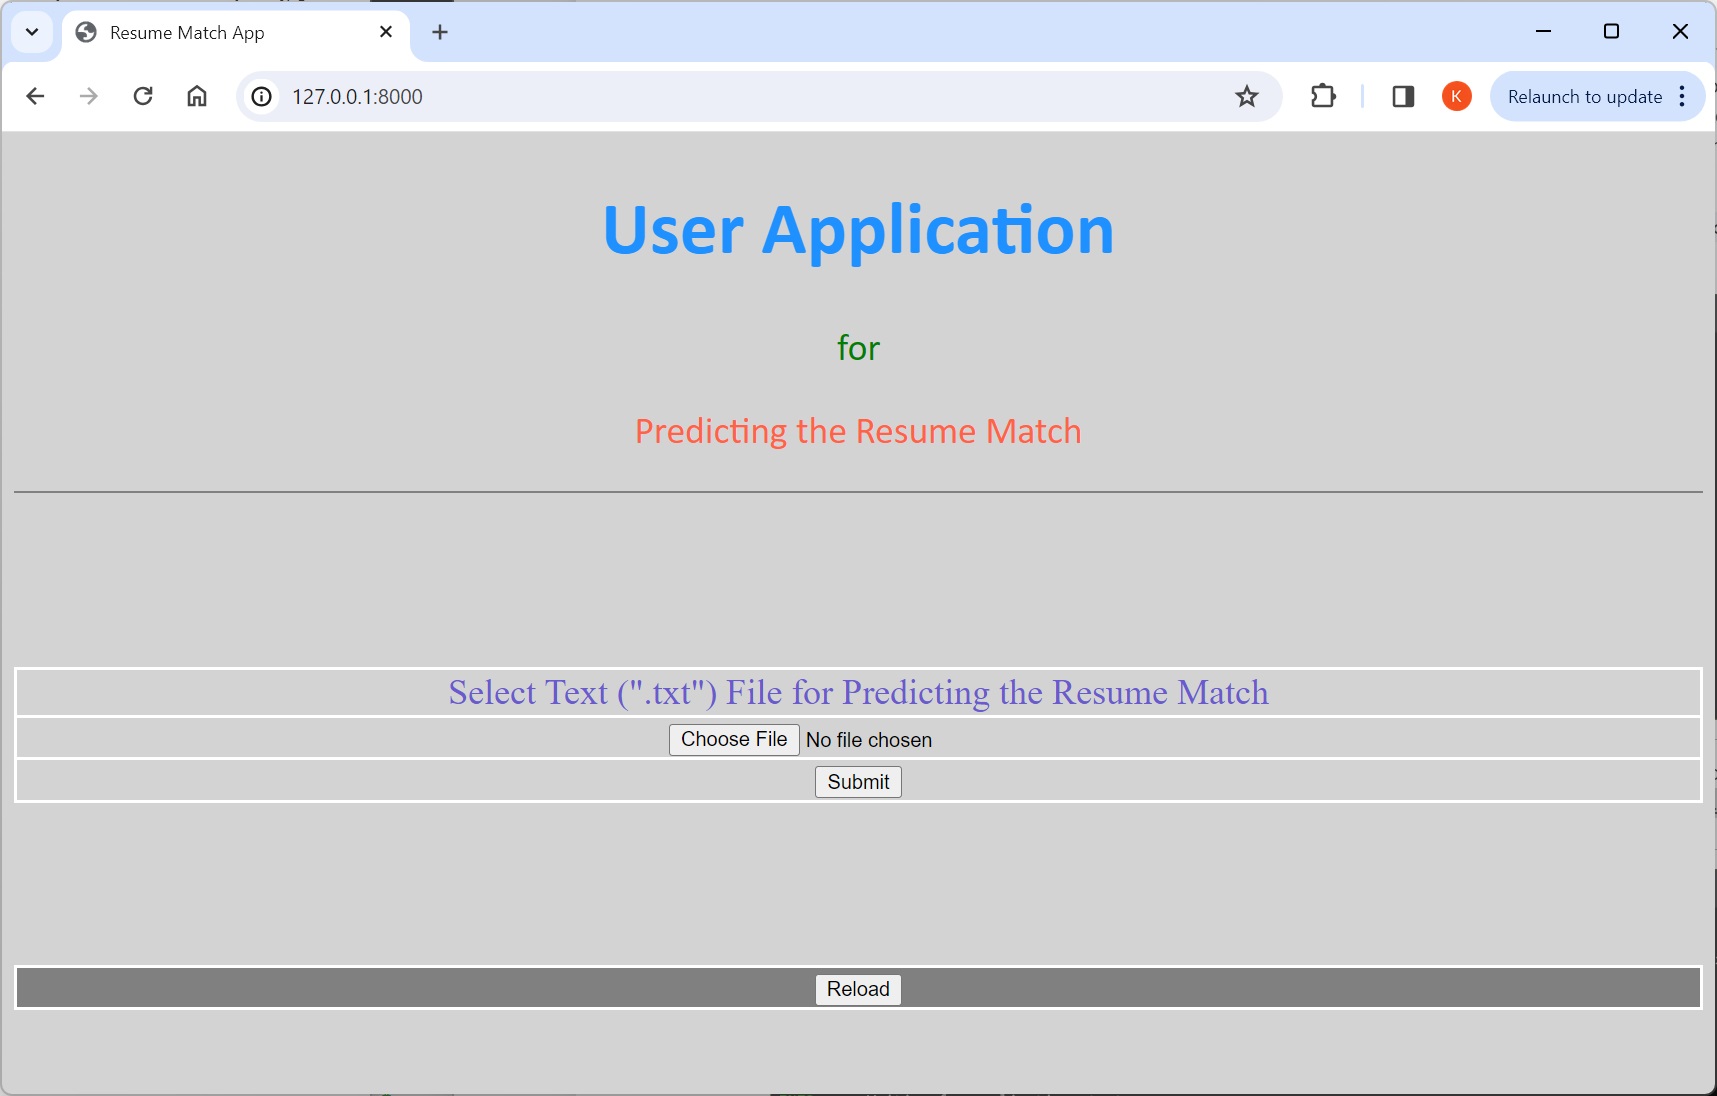 Resume Match App
127.0.0.1:8000
K
Relaunch to update
User Application
for
Predicting the Resume Match
Select Text (".txt") File for Predicting the Resume Match
Choose File No file chosen
Submit
Reload